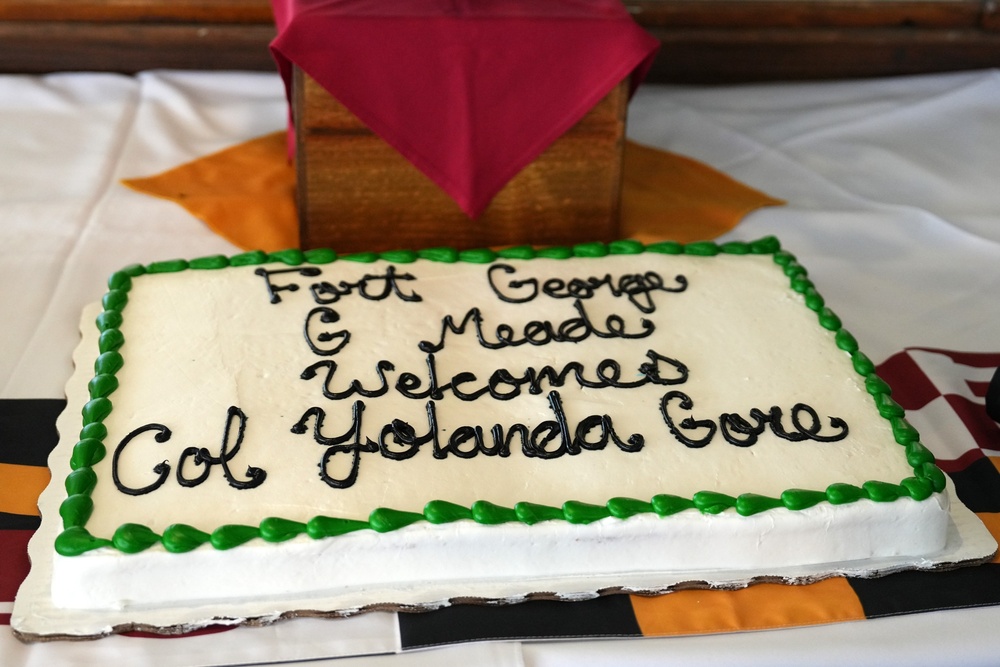 Fort George
G Meade
Welcomes
Col Yolanda Gore